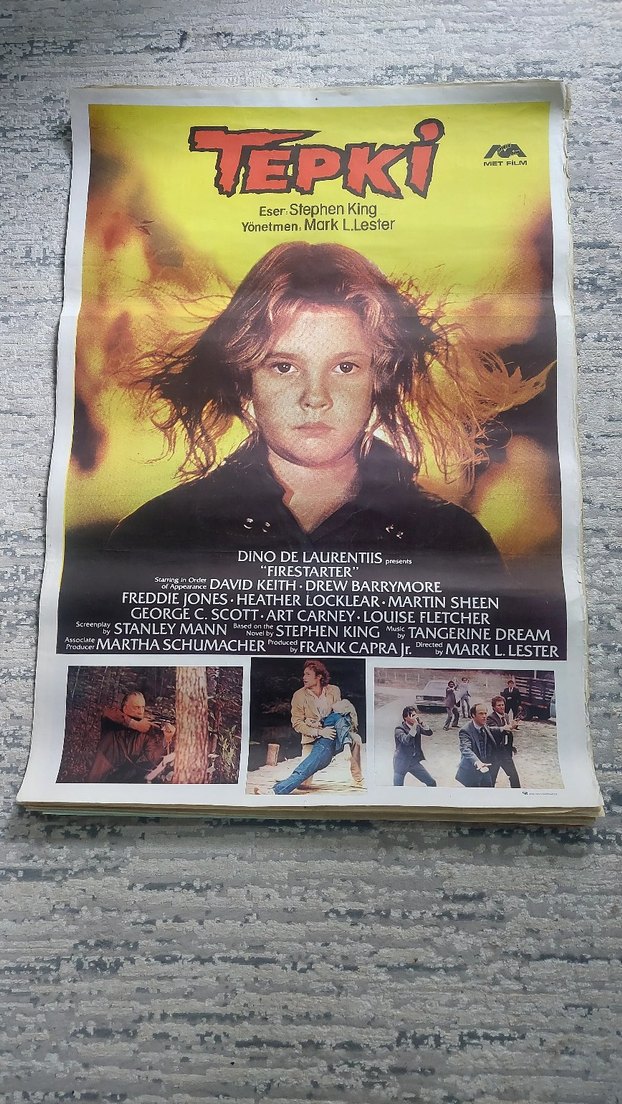 TEPKİ
MET FİLM
Eser: Stephen King
Yönetmen: Mark L.Lester
DINO DE LAURENTIIS presents
"FIRESTARTER"
Starring in Order of Appearance DAVID KEITH · DREW BARRYMORE
FREDDIE JONES · HEATHER LOCKLEAR · MARTIN SHEEN
GEORGE C. SCOTT · ART CARNEY · LOUISE FLETCHER
Screenplay by STANLEY MANN Based on the Novel by STEPHEN KING Music by TANGERINE DREAM
Associate Producer MARTHA SCHUMACHER Produced by FRANK CAPRA Jr. Directed by MARK L. LESTER